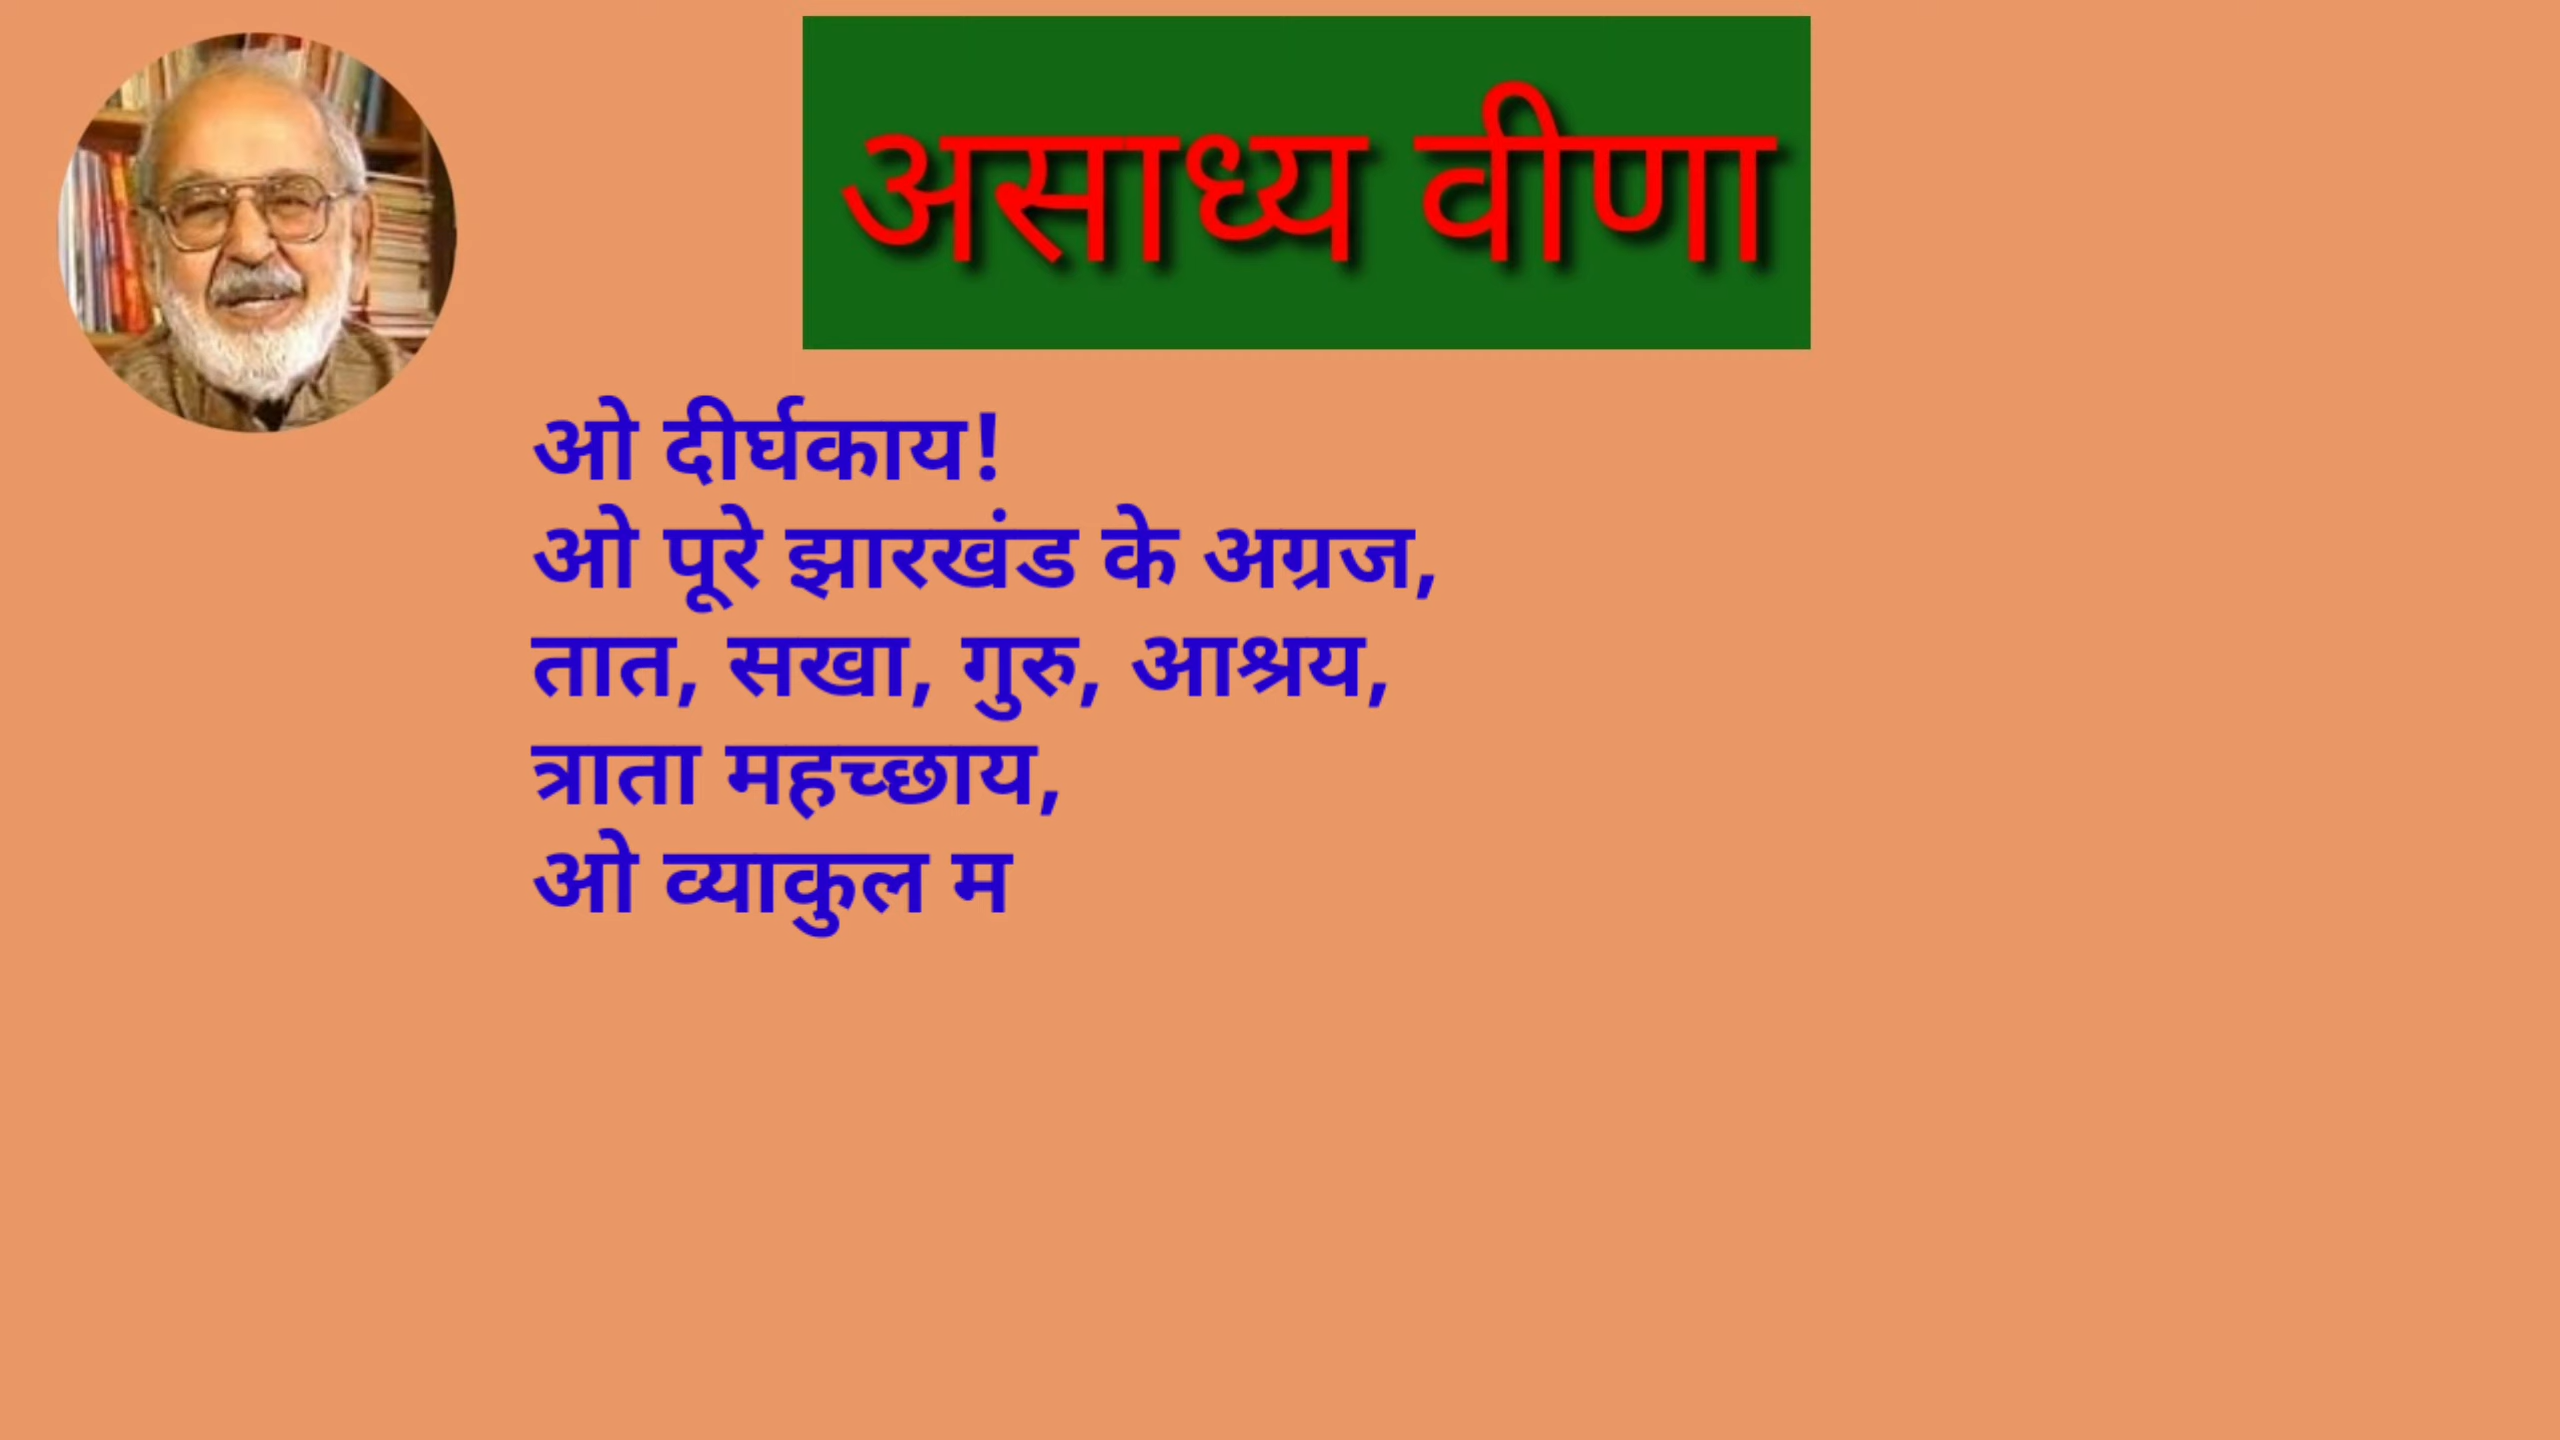 असाध्य वीणा
ओ दीर्घकाय!
ओ पूरे झारखंड के अग्रज,
तात, सखा, गुरु, आश्रय,
त्राता महच्छाय,
ओ व्याकुल म